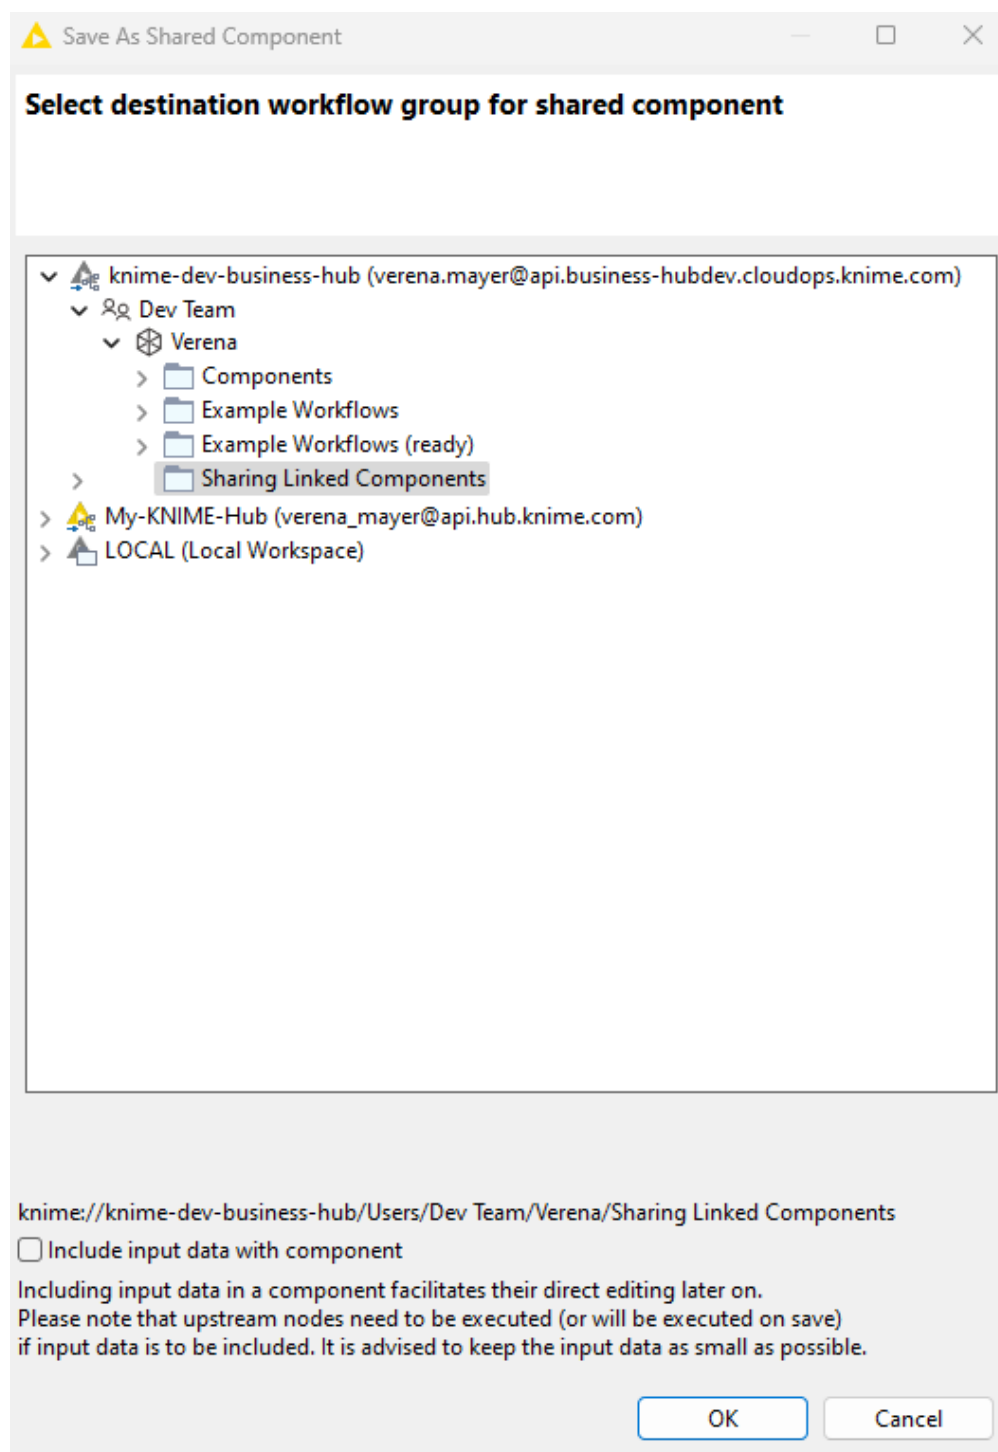 Save As Shared Component
Select destination workflow group for shared component
knime-dev-business-hub (verena.mayer@api.business-hubdev.cloudops.knime.com)
Dev Team
Verena
Components
Example Workflows
Example Workflows (ready)
Sharing Linked Components
My-KNIME-Hub (verena_mayer@api.hub.knime.com)
LOCAL (Local Workspace)
knime://knime-dev-business-hub/Users/Dev Team/Verena/Sharing Linked Components
Include input data with component
Including input data in a component facilitates their direct editing later on.
Please note that upstream nodes need to be executed (or will be executed on save)
if input data is to be included. It is advised to keep the input data as small as possible.
OK Cancel